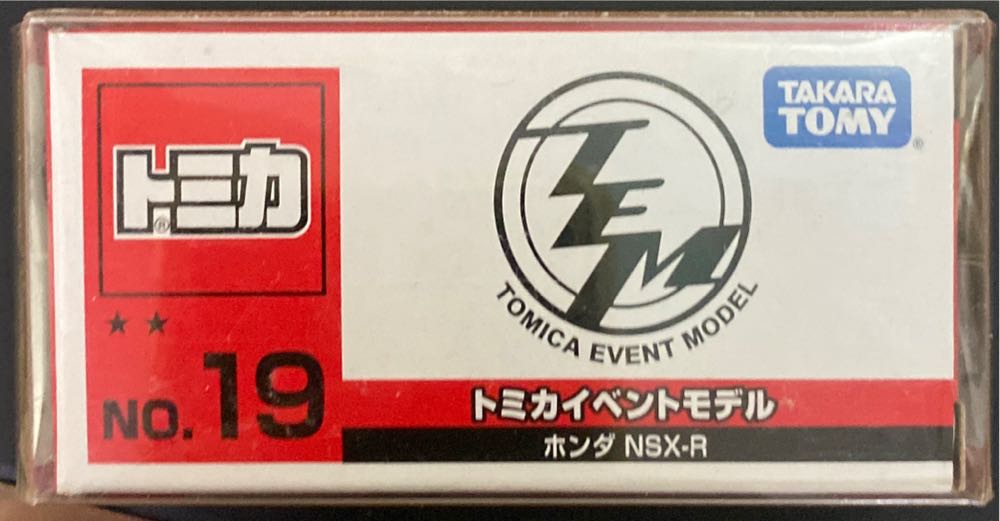 トミカ®
★★
NO.19
TEM
TOMICA EVENT MODEL
TAKARA TOMY®
トミカイベントモデル
ホンダ NSX-R